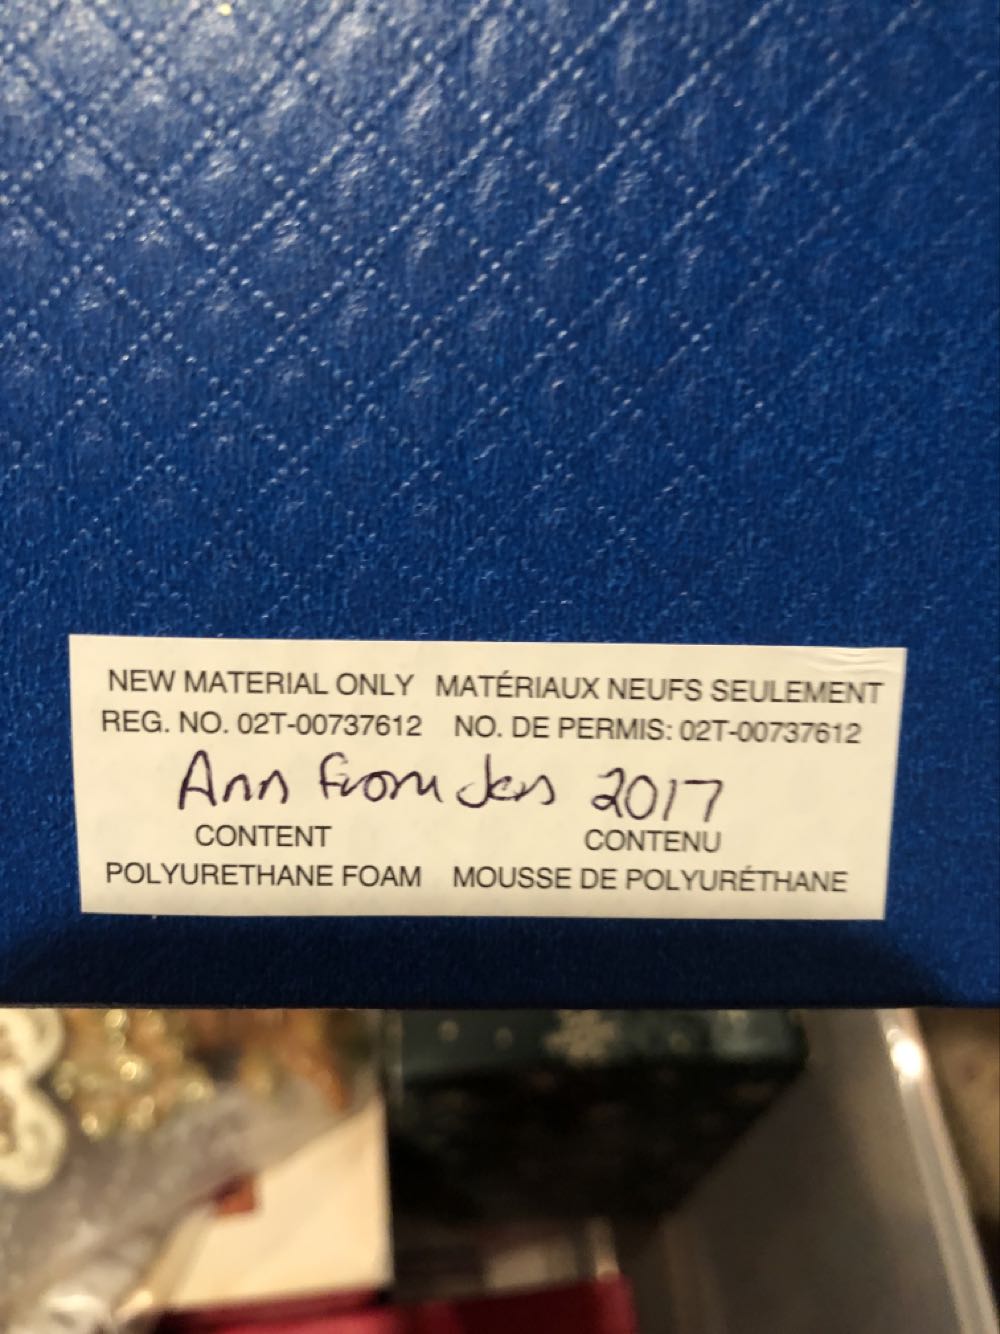 NEW MATERIAL ONLY MATÉRIAUX NEUFS SEULEMENT
REG. NO. 02T-00737612 NO. DE PERMIS: 02T-00737612
Ann From Jen 2017
CONTENT CONTENU
POLYURETHANE FOAM MOUSSE DE POLYURÉTHANE